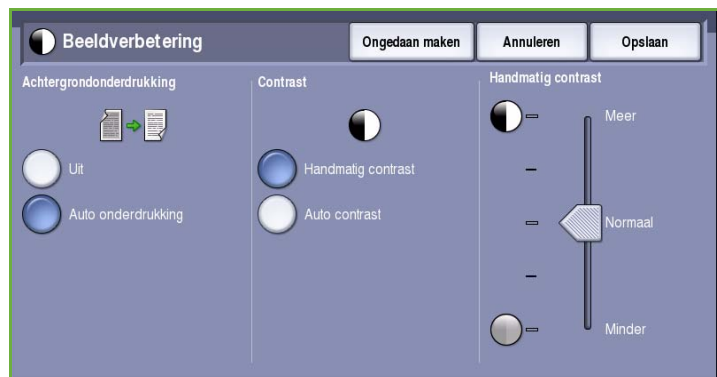 Beeldverbetering
Ongedaan maken
Annuleren
Opslaan
Achtergrondonderdrukking
Uit
Auto onderdrukking
Contrast
Handmatig contrast
Auto contrast
Handmatig contrast
Meer
Normaal
Minder